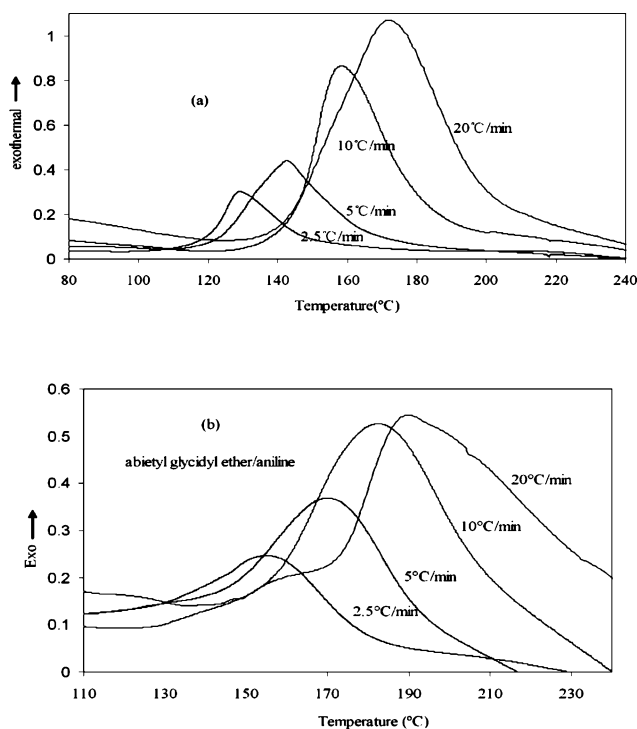 1
0.8
0.6
0.4
0.2
0
exothermal
(a)
20℃/min
10℃/min
5℃/min
2.5℃/min
80 100 120 140 160 180 200 220 240
Temperature(°C)
0.6
0.5
0.4
0.3
0.2
0.1
0
Exo
(b)
abietyl glycidyl ether/aniline
20°C/min
10°C/min
5°C/min
2.5°C/min
110 130 150 170 190 210 230
Temperature (°C)